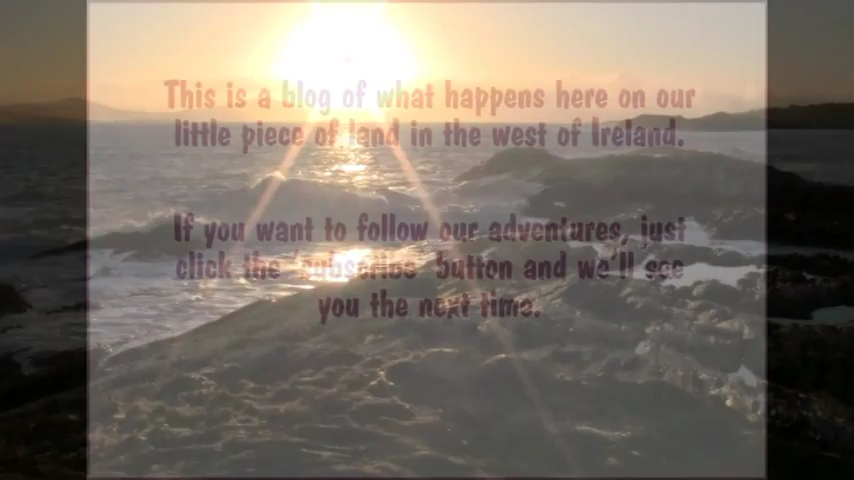 This is a blog of what happens here on our
little piece of land in the west of Ireland.
If you want to follow our adventures, just
click the 'subscribe' button and we'll see
you the next time.